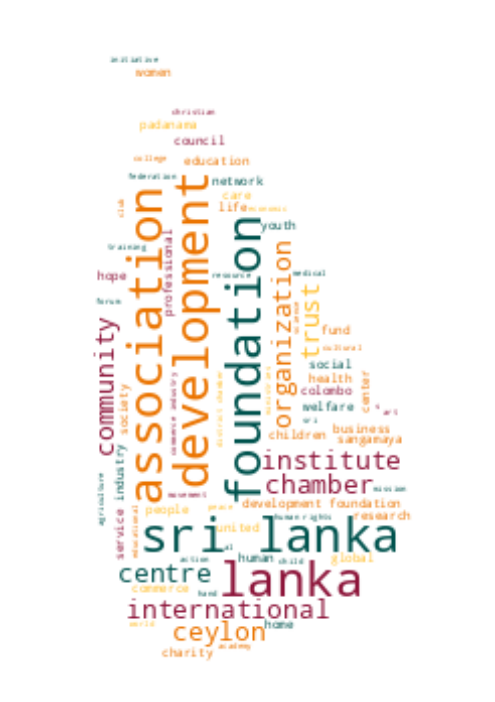 initiative
women
christian
padanama
council
college
education
federation
network
care
club
life
economic
youth
association
development
foundation
professional
training
organization
hope
resource
medical
science
trust
forum
community
fund
cultural
social
society
commerce industry
district chamber
health
center
colombo
welfare
art
sri
business
children
sangamaya
institute
chamber
mission
agriculture
service industry
movement
development foundation
people
peace
research
human rights
united
educational
sri lanka
action
human
child
global
centre
lanka
commerce
hand
international
world
ceylon
home
academy
charity